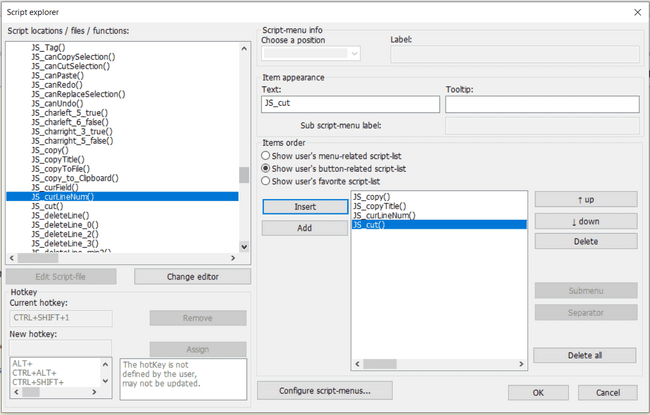 Script explorer
Script locations / files / functions:
JS_Tag()
JS_canCopySelection()
JS_canCutSelection()
JS_canPaste()
JS_canRedo()
JS_canReplaceSelection()
JS_canUndo()
JS_charleft_5_true()
JS_charleft_6_false()
JS_charright_3_true()
JS_charright_5_false()
JS_copy()
JS_copyTitle()
JS_copyToFile()
JS_copy_to_Clipboard()
JS_curField()
JS_curLineNum()
JS_cut()
JS_deleteLine()
JS_deleteLine_0()
JS_deleteLine_2()
JS_deleteLine_3()
Edit Script-file
Change editor
Hotkey
Current hotkey:
CTRL+SHIFT+1
Remove
New hotkey:
Assign
ALT+
CTRL+ALT+
CTRL+SHIFT+
The hotKey is not
defined by the user,
may not be updated.
Script-menu info
Choose a position
Label:
Item appearance
Text:
Tooltip:
JS_cut
Sub script-menu label:
Items order
Show user's menu-related script-list
Show user's button-related script-list
Show user's favorite script-list
Insert
Add
JS_copy()
JS_copyTitle()
JS_curLineNum()
JS_cut()
↑ up
↓ down
Delete
Submenu
Separator
Delete all
Configure script-menus...
OK
Cancel